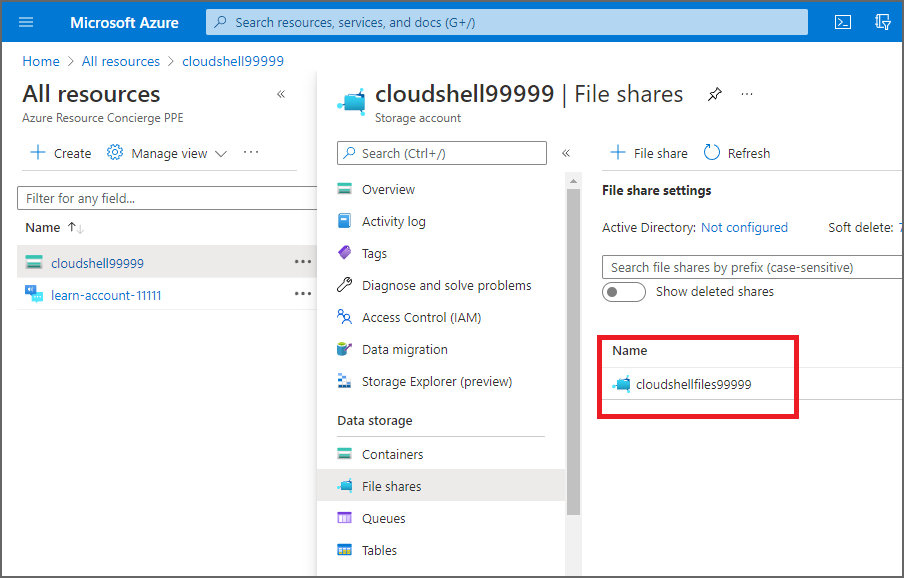 Microsoft Azure
Search resources, services, and docs (G+/)
Home > All resources > cloudshell99999
All resources
Azure Resource Concierge PPE
Create
Manage view
Filter for any field...
Name
cloudshell99999
learn-account-11111
cloudshell99999 | File shares
Storage account
Search (Ctrl+/)
Overview
Activity log
Tags
Diagnose and solve problems
Access Control (IAM)
Data migration
Storage Explorer (preview)
Data storage
Containers
File shares
Queues
Tables
File share
Refresh
File share settings
Active Directory: Not configured
Soft delete:
Search file shares by prefix (case-sensitive)
Show deleted shares
Name
cloudshellfiles99999